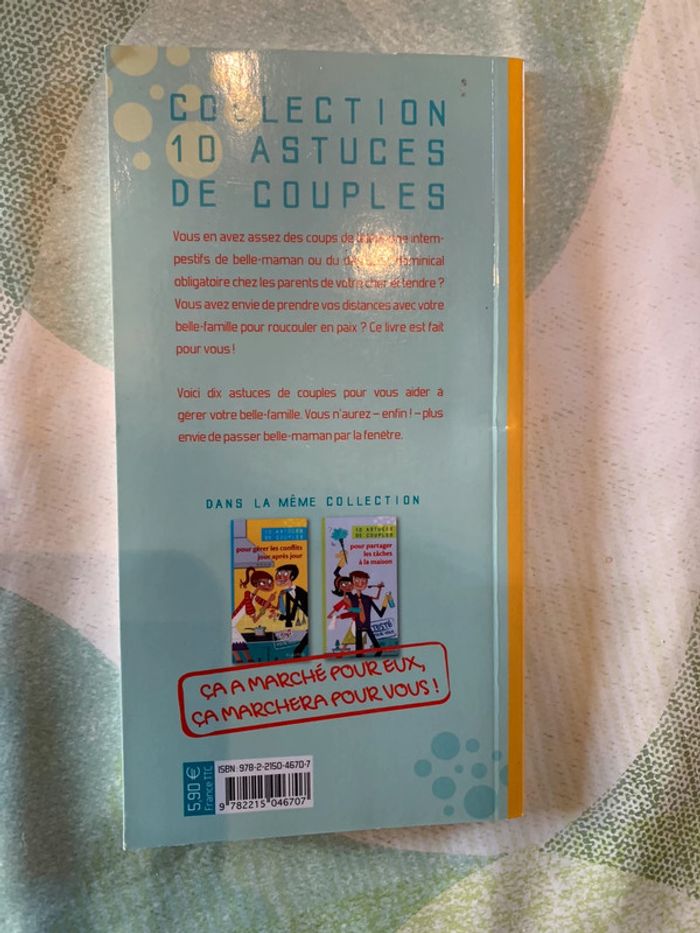 COLLECTION
10 ASTUCES
DE COUPLES
Vous en avez assez des coups de téléphone intem-
pestifs de belle-maman ou du déjeuner dominical
obligatoire chez les parents de votre cher et tendre ?
Vous avez envie de prendre vos distances avec votre
belle-famille pour roucouler en paix ? Ce livre est fait
pour vous !
Voici dix astuces de couples pour vous aider à
gérer votre belle-famille. Vous n'aurez – enfin ! – plus
envie de passer belle-maman par la fenêtre.
DANS LA MÊME COLLECTION
10 ASTUCES
DE COUPLES
pour gérer les conflits
jour après jour
10 ASTUCES
DE COUPLES
pour partager
les tâches
à la maison
TESTÉ
ÇA A MARCHÉ POUR EUX,
ÇA MARCHERA POUR VOUS !
5,90 €
France TTC
ISBN: 978-2-2150-4670-7
9 782215 046707